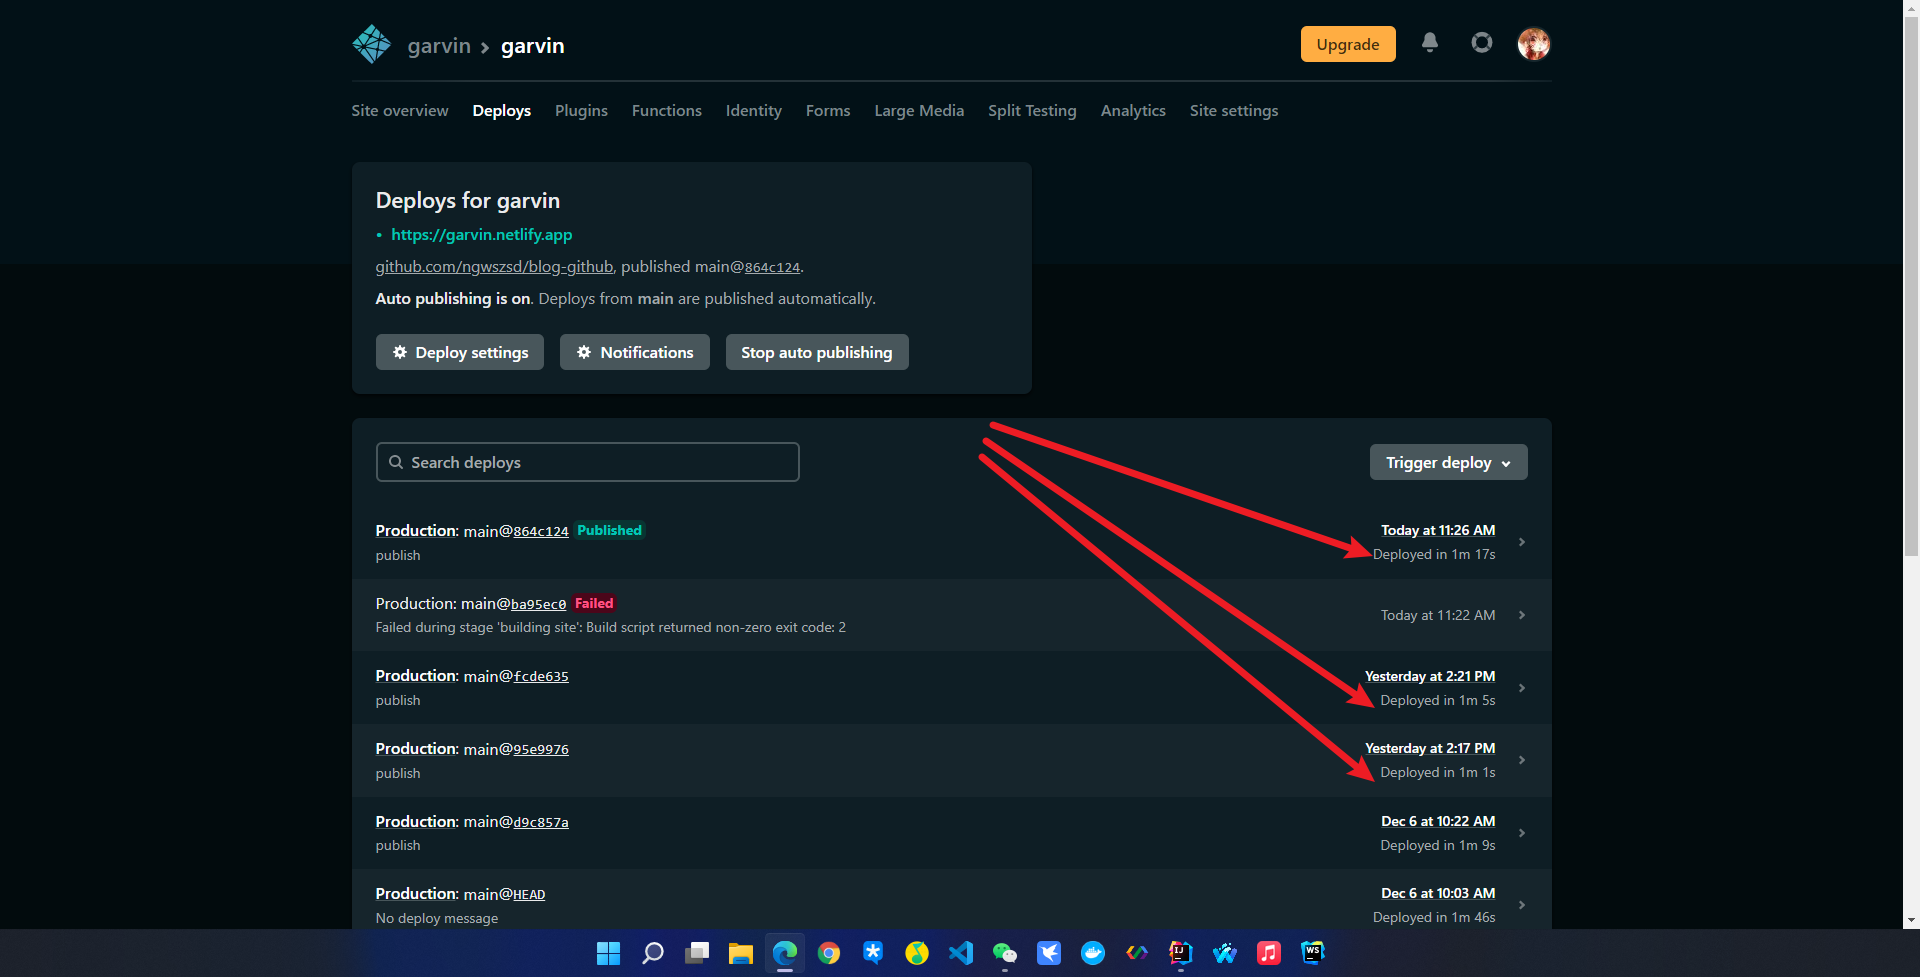 garvin > garvin
Upgrade
Site overview Deploys Plugins Functions Identity Forms Large Media Split Testing Analytics Site settings
Deploys for garvin
• https://garvin.netlify.app
github.com/ngwszsd/blog-github, published main@864c124.
Auto publishing is on. Deploys from main are published automatically.
Deploy settings Notifications Stop auto publishing
Search deploys
Trigger deploy
Production: main@864c124 Published
Today at 11:26 AM
publish
Deployed in 1m 17s
Production: main@ba95ec0 Failed
Failed during stage 'building site': Build script returned non-zero exit code: 2
Today at 11:22 AM
Production: main@fcde635
Yesterday at 2:21 PM
publish
Deployed in 1m 5s
Production: main@95e9976
Yesterday at 2:17 PM
publish
Deployed in 1m 1s
Production: main@d9c857a
Dec 6 at 10:22 AM
publish
Deployed in 1m 9s
Production: main@HEAD
Dec 6 at 10:03 AM
No deploy message
Deployed in 1m 46s
IJ
WS